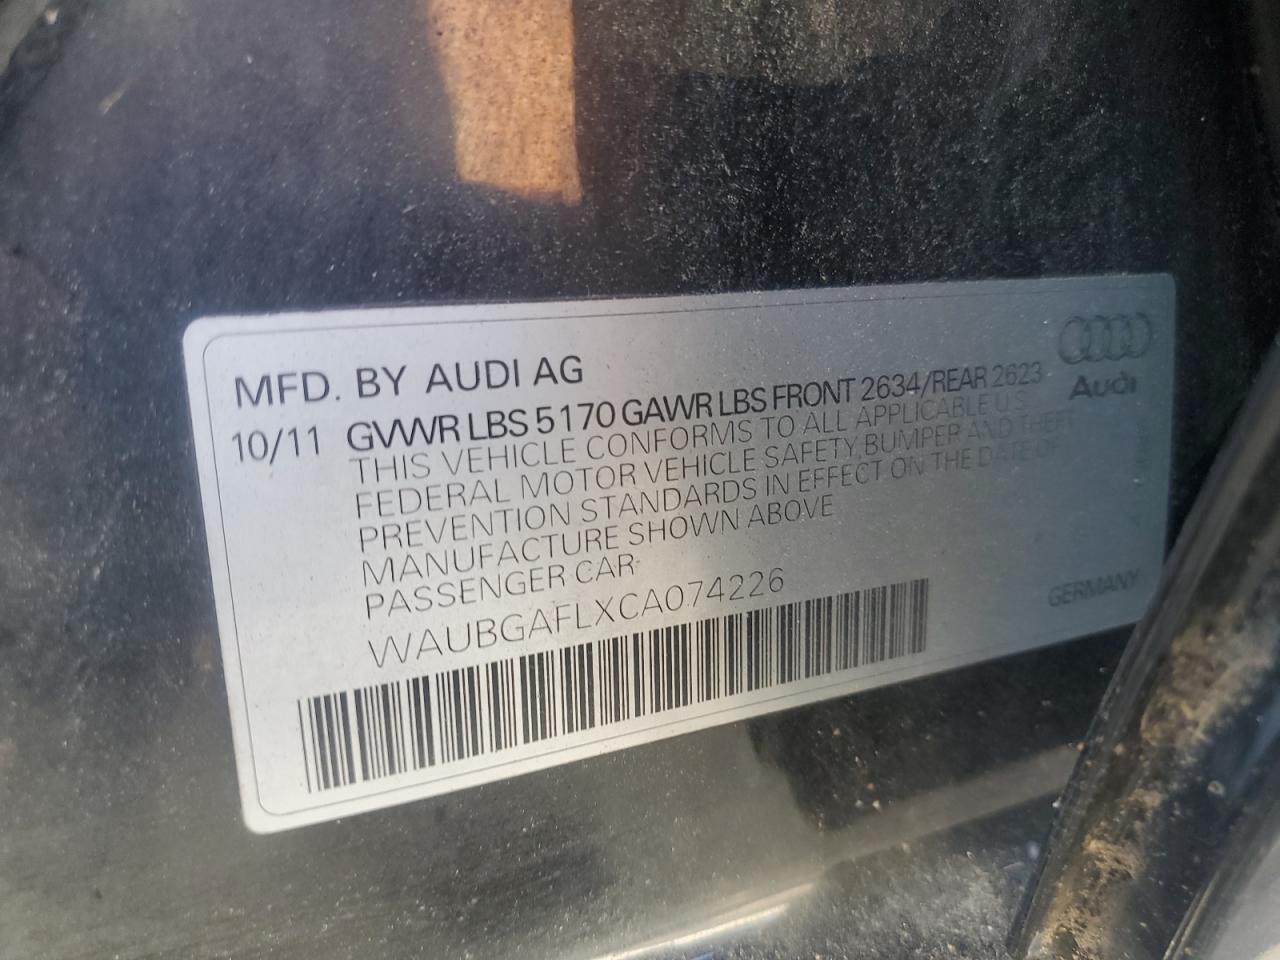 MFD. BY AUDI AG
10/11 GVWR LBS 5170 GAWR LBS FRONT 2634/REAR 2623
THIS VEHICLE CONFORMS TO ALL APPLICABLE U.S.
FEDERAL MOTOR VEHICLE SAFETY, BUMPER AND THEFT
PREVENTION STANDARDS IN EFFECT ON THE DATE OF
MANUFACTURE SHOWN ABOVE
PASSENGER CAR
WAUBGAFLXCA074226
Audi
GERMANY